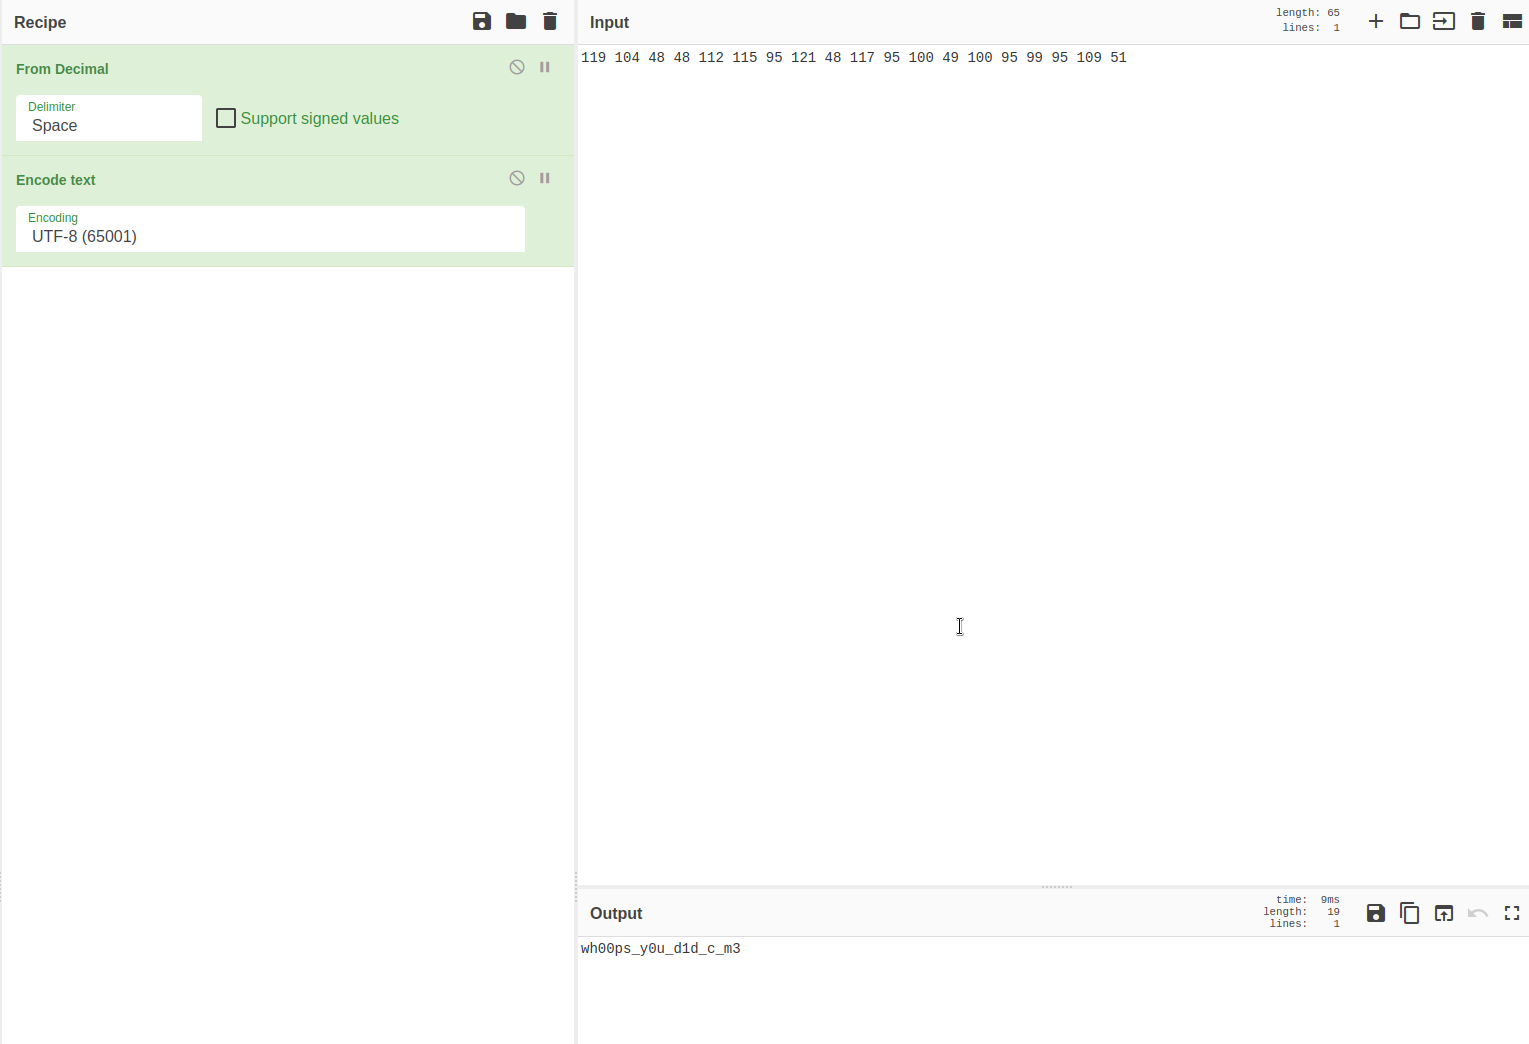 Recipe
From Decimal
Delimiter
Space
Support signed values
Encode text
Encoding
UTF-8 (65001)
Input
length: 65
lines: 1
119 104 48 48 112 115 95 121 48 117 95 100 49 100 95 99 95 109 51
Output
time: 9ms
length: 19
lines: 1
wh00ps_y0u_d1d_c_m3